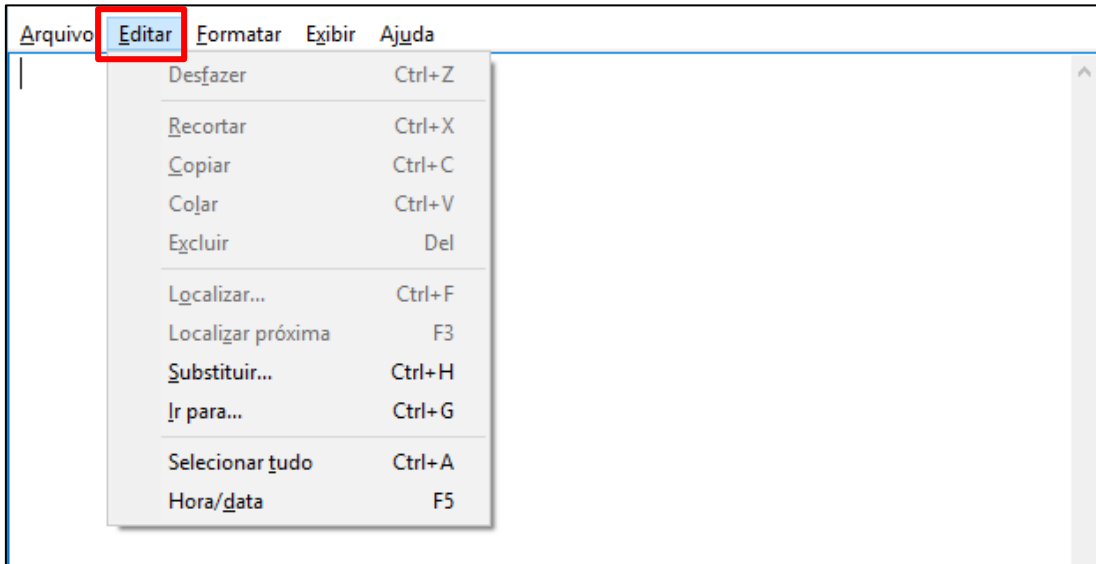 Arquivo Editar Formatar Exibir Ajuda
Desfazer Ctrl+Z
Recortar Ctrl+X
Copiar Ctrl+C
Colar Ctrl+V
Excluir Del
Localizar... Ctrl+F
Localizar próxima F3
Substituir... Ctrl+H
Ir para... Ctrl+G
Selecionar tudo Ctrl+A
Hora/data F5